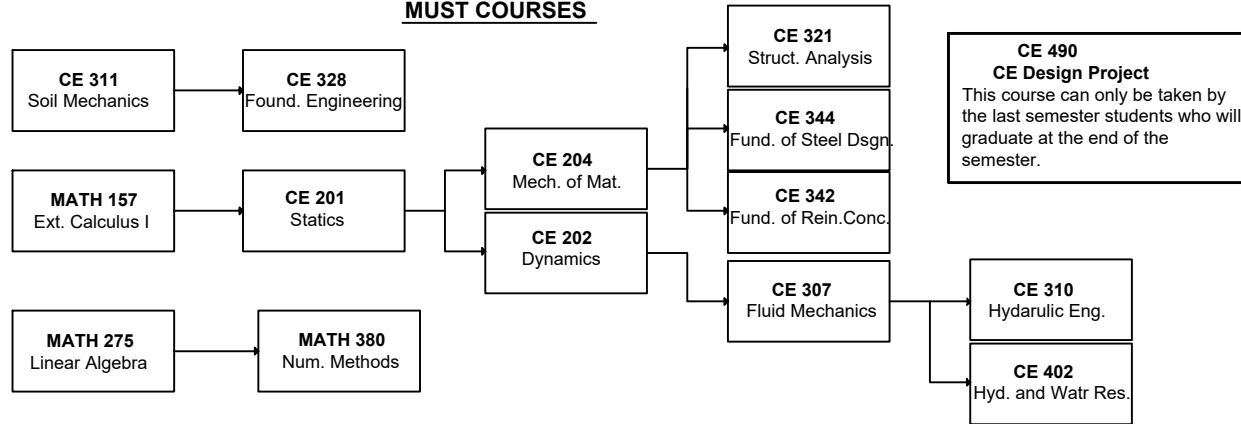 MUST COURSES
CE 311
Soil Mechanics
CE 328
Found. Engineering
CE 321
Struct. Analysis
CE 490
CE Design Project
This course can only be taken by
the last semester students who will
graduate at the end of the
semester.
CE 344
Fund. of Steel Dsgn.
CE 204
Mech. of Mat.
MATH 157
Ext. Calculus I
CE 201
Statics
CE 342
Fund. of Rein.Conc.
CE 202
Dynamics
CE 307
Fluid Mechanics
CE 310
Hydarulic Eng.
MATH 275
Linear Algebra
MATH 380
Num. Methods
CE 402
Hyd. and Watr Res.